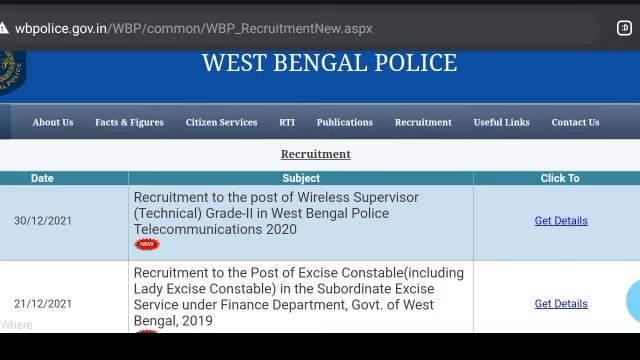 wbpolice.gov.in/WBP/common/WBP_RecruitmentNew.aspx
:D
WEST BENGAL POLICE
About Us Facts & Figures Citizen Services RTI Publications Recruitment Useful Links Contact Us
Recruitment
Date Subject Click To
30/12/2021
Recruitment to the post of Wireless Supervisor
(Technical) Grade-II in West Bengal Police
Telecommunications 2020
NEW
Get Details
21/12/2021
Recruitment to the Post of Excise Constable(including
Lady Excise Constable) in the Subordinate Excise
Service under Finance Department, Govt. of West
Bengal, 2019
Get Details
Where